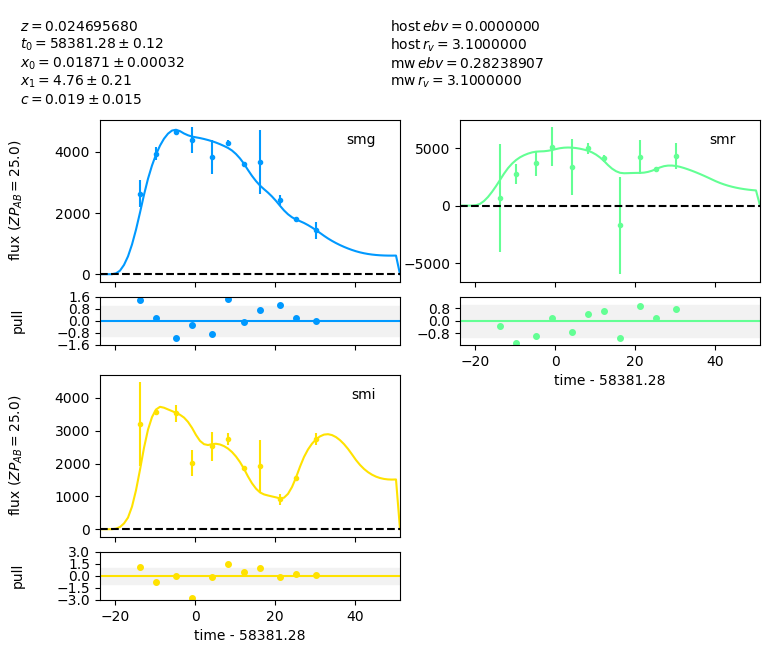 z = 0.024695680
t₀ = 58381.28 ± 0.12
x₀ = 0.01871 ± 0.00032
x₁ = 4.76 ± 0.21
c = 0.019 ± 0.015
host ebv = 0.0000000
host r_v = 3.1000000
mw ebv = 0.28238907
mw r_v = 3.1000000
flux (ZP_AB = 25.0)
4000
2000
0
smg
5000
0
−5000
smr
pull
1.6
0.8
0.0
−0.8
−1.6
0.8
0.0
−0.8
−20
0
20
40
time - 58381.28
flux (ZP_AB = 25.0)
4000
3000
2000
1000
0
smi
pull
3.0
1.5
0.0
−1.5
−3.0
−20
0
20
40
time - 58381.28